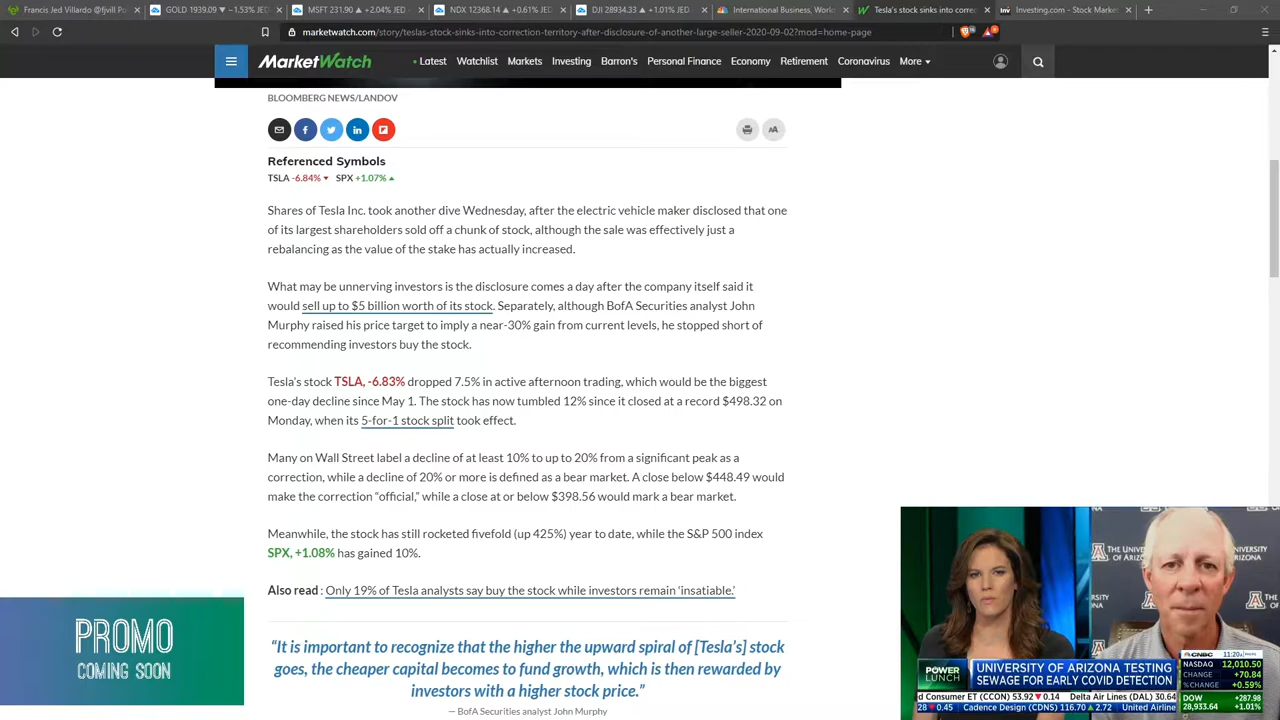 Francis Jed Villardo @fjvill P
GOLD 1939.09 ▼ −1.53% JED
MSFT 231.90 ▲ +2.04% JED
NDX 12368.14 ▲ +0.61% JED
DJI 28934.33 ▲ +1.01% JED
International Business, World
Tesla's stock sinks into correc
Investing.com - Stock Market
marketwatch.com/story/teslas-stock-sinks-into-correction-territory-after-disclosure-of-another-large-seller-2020-09-02?mod=home-page
MarketWatch
• Latest Watchlist Markets Investing Barron's Personal Finance Economy Retirement Coronavirus More
BLOOMBERG NEWS/LANDOV
Referenced Symbols
TSLA -6.84% ▼ SPX +1.07% ▲
Shares of Tesla Inc. took another dive Wednesday, after the electric vehicle maker disclosed that one
of its largest shareholders sold off a chunk of stock, although the sale was effectively just a
rebalancing as the value of the stake has actually increased.
What may be unnerving investors is the disclosure comes a day after the company itself said it
would sell up to $5 billion worth of its stock. Separately, although BofA Securities analyst John
Murphy raised his price target to imply a near-30% gain from current levels, he stopped short of
recommending investors buy the stock.
Tesla's stock TSLA, -6.83% dropped 7.5% in active afternoon trading, which would be the biggest
one-day decline since May 1. The stock has now tumbled 12% since it closed at a record $498.32 on
Monday, when its 5-for-1 stock split took effect.
Many on Wall Street label a decline of at least 10% to up to 20% from a significant peak as a
correction, while a decline of 20% or more is defined as a bear market. A close below $448.49 would
make the correction “official,” while a close at or below $398.56 would mark a bear market.
Meanwhile, the stock has still rocketed fivefold (up 425%) year to date, while the S&P 500 index
SPX, +1.08% has gained 10%.
Also read : Only 19% of Tesla analysts say buy the stock while investors remain ‘insatiable.’
“It is important to recognize that the higher the upward spiral of [Tesla’s] stock
goes, the cheaper capital becomes to fund growth, which is then rewarded by
investors with a higher stock price.”
— BofA Securities analyst John Murphy
PROMO
COMING SOON
POWER
LUNCH
UNIVERSITY OF ARIZONA TESTING
SEWAGE FOR EARLY COVID DETECTION
CNBC 11:20
NASDAQ 12,010.50
CHANGE +70.84
%CHANGE +0.59%
DOW +287.98
28,933.64 +1.01%
d Consumer ET (CCON) 53.92 ▼ 0.14 Delta Air Lines (DAL) 30.64
28 ▼ 0.45 Cadence Design (CDNS) 116.70 ▲ 2.72 United Airline